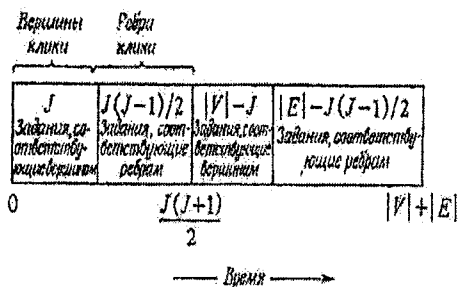 Вершины клики
Ребра клики
J
Задания, соответствующие вершинам
J(J-1)/2
Задания, соответствующие ребрам
|V|-J
Задания, соответствующие вершинам
|E|-J(J-1)/2
Задания, соответствующие ребрам
0
J(J+1)
2
|V|+|E|
Время